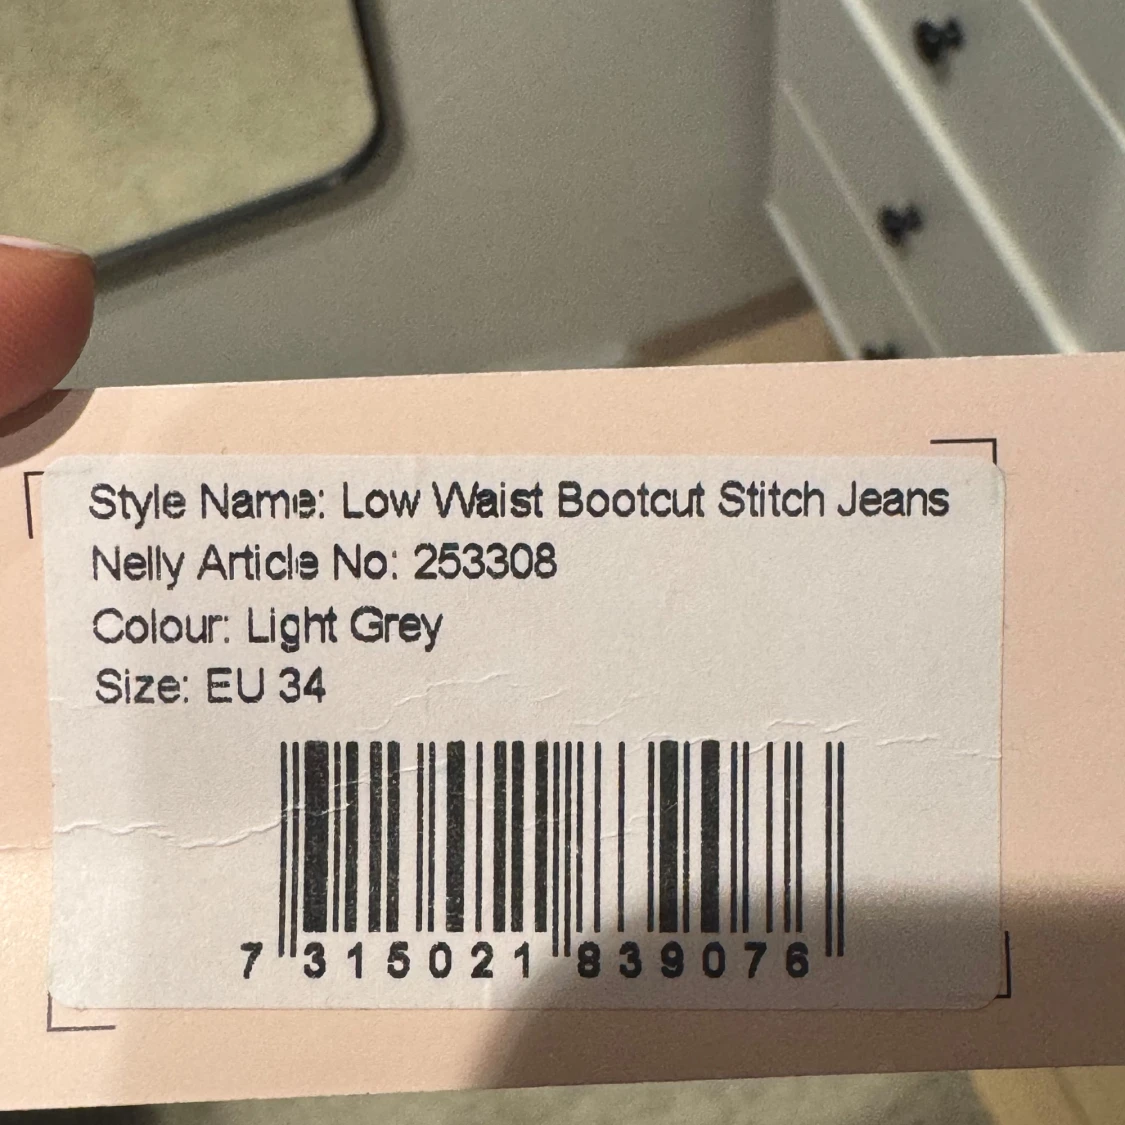 Style Name: Low Waist Bootcut Stitch Jeans
Nelly Article No: 253308
Colour: Light Grey
Size: EU 34
7 315021 839076